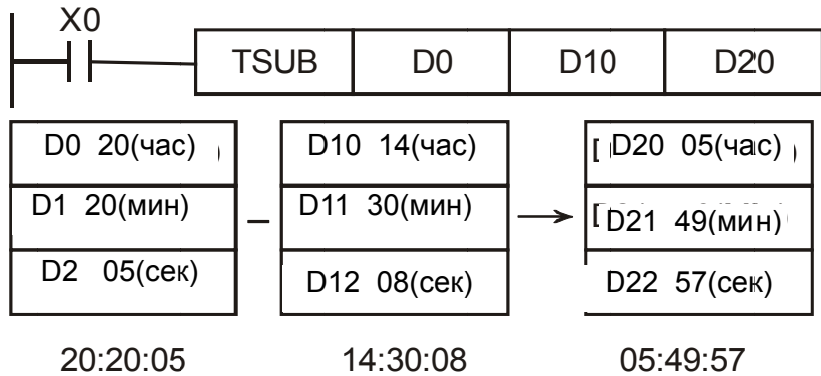 X0
TSUB D0 D10 D20
D0 20(час) D10 14(час) D20 05(час)
D1 20(мин) – D11 30(мин) → D21 49(мин)
D2 05(сек) D12 08(сек) D22 57(сек)
20:20:05 14:30:08 05:49:57